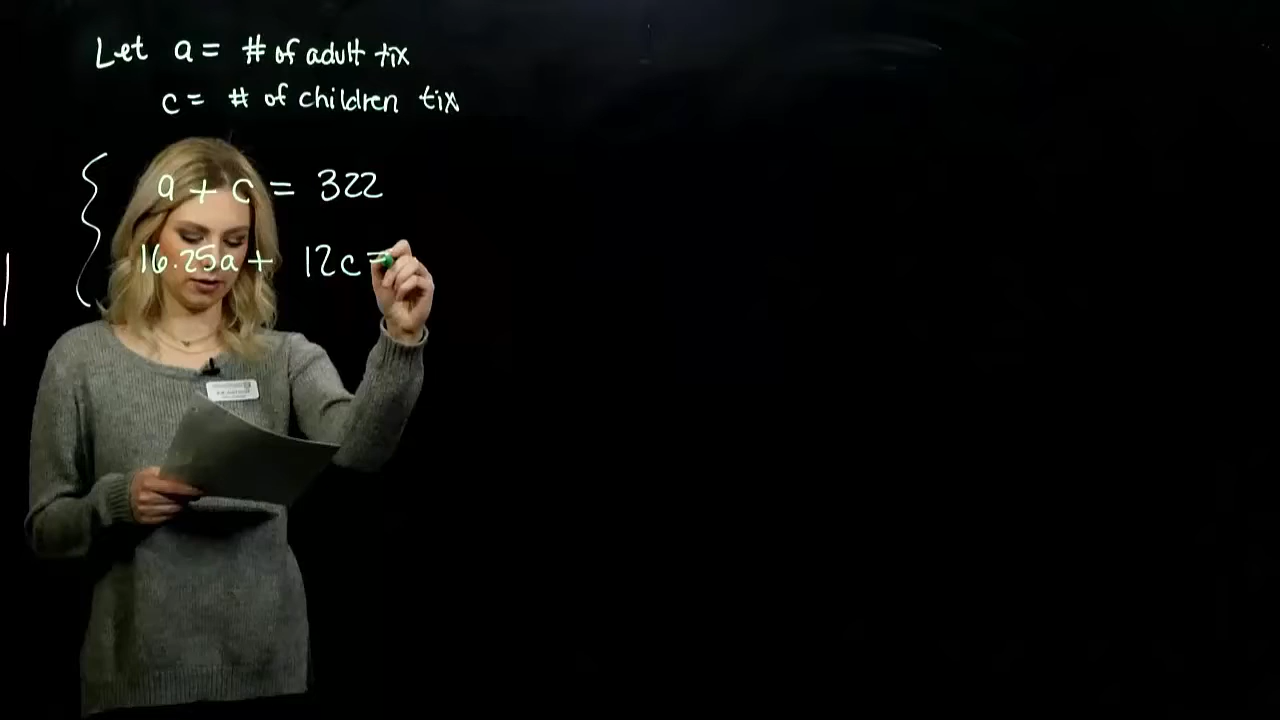 Let a = # of adult tix
c = # of children tix
a + c = 322
16.25a + 12c =